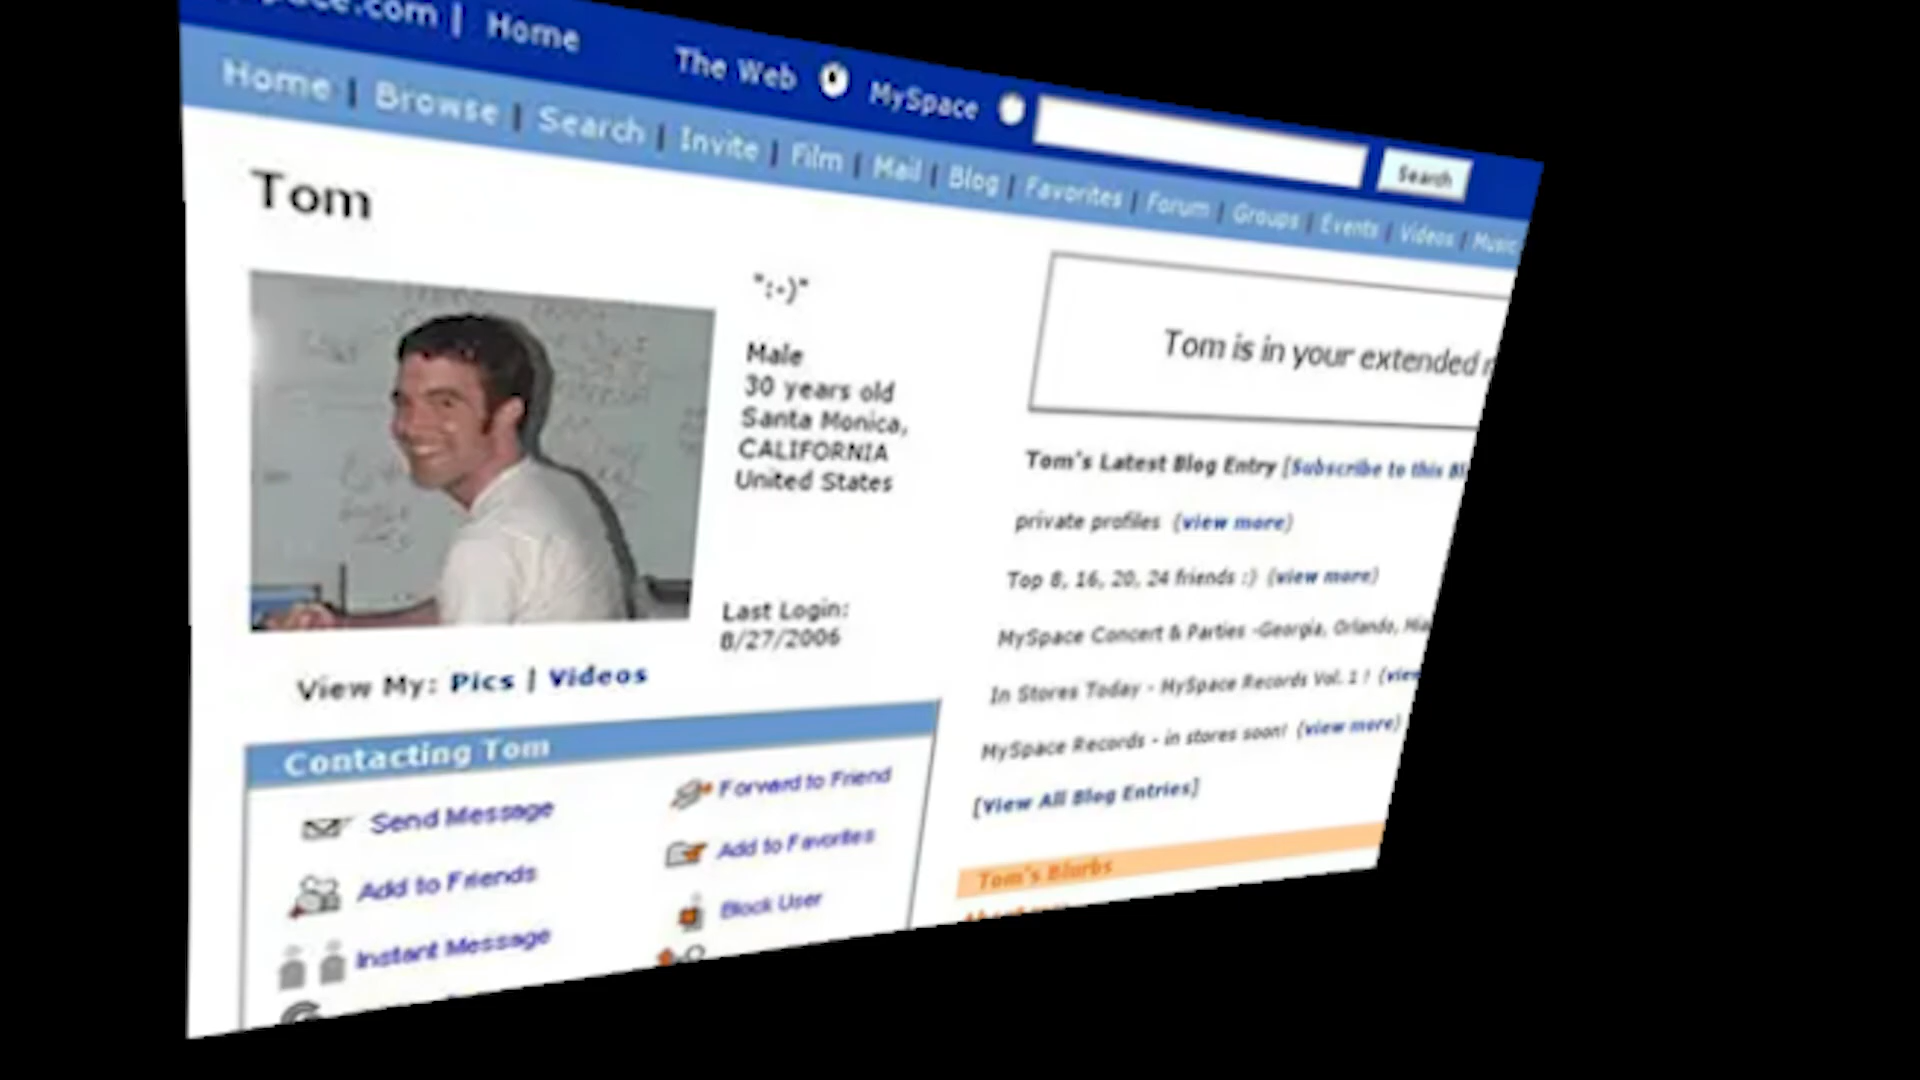 space.com | Home
The Web MySpace Search
Home | Browse | Search | Invite | Film | Mail | Blog | Favorites | Forum | Groups | Events | Videos | Music
Tom
":-)"
Male
30 years old
Santa Monica,
CALIFORNIA
United States
Last Login:
8/27/2006
View My: Pics | Videos
Contacting Tom
Send Message
Forward to Friend
Add to Friends
Add to Favorites
Instant Message
Block User
Tom is in your extended
Tom's Latest Blog Entry [Subscribe to this Bl
private profiles (view more)
Top 8, 16, 20, 24 friends :) (view more)
MySpace Concert & Parties -Georgia, Orlando,
In Stores Today - MySpace Records Vol. 1 ! (view
MySpace Records - in stores soon! (view more)
[View All Blog Entries]
Tom's Blurbs